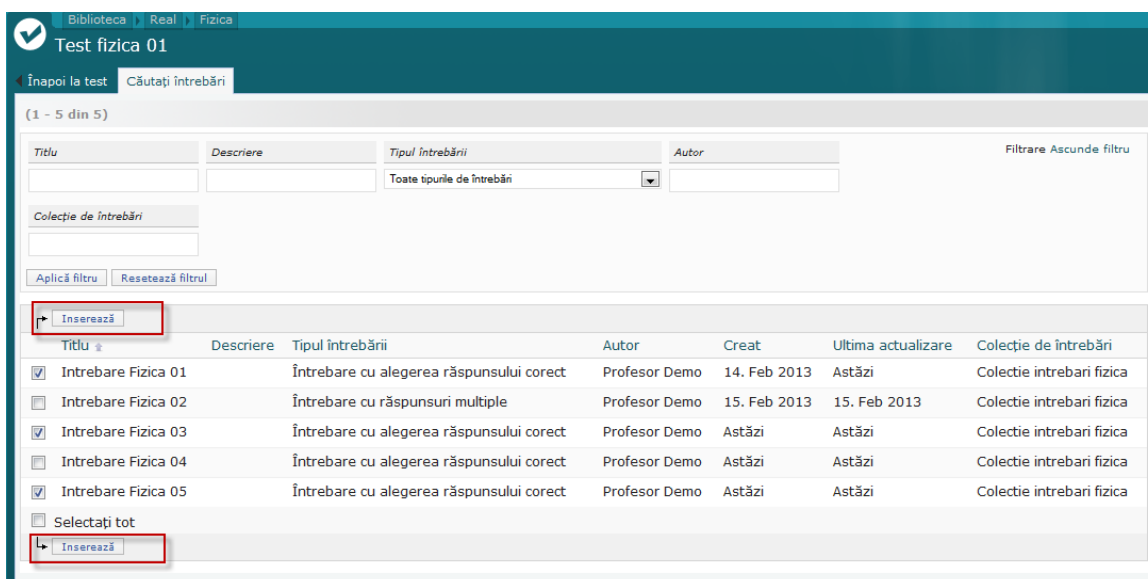 Biblioteca Real Fizica
Test fizica 01
Înapoi la test Căutați întrebări
(1 - 5 din 5)
Titlu Descriere Tipul întrebării Autor Filtrare Ascunde filtru
Toate tipurile de întrebări
Colecție de întrebări
Aplică filtru Resetează filtrul
Inserează
Titlu Descriere Tipul întrebării Autor Creat Ultima actualizare Colecție de întrebări
Intrebare Fizica 01 Întrebare cu alegerea răspunsului corect Profesor Demo 14. Feb 2013 Astăzi Colectie intrebari fizica
Intrebare Fizica 02 Întrebare cu răspunsuri multiple Profesor Demo 15. Feb 2013 15. Feb 2013 Colectie intrebari fizica
Intrebare Fizica 03 Întrebare cu alegerea răspunsului corect Profesor Demo Astăzi Astăzi Colectie intrebari fizica
Intrebare Fizica 04 Întrebare cu alegerea răspunsului corect Profesor Demo Astăzi Astăzi Colectie intrebari fizica
Intrebare Fizica 05 Întrebare cu alegerea răspunsului corect Profesor Demo Astăzi Astăzi Colectie intrebari fizica
Selectați tot
Inserează